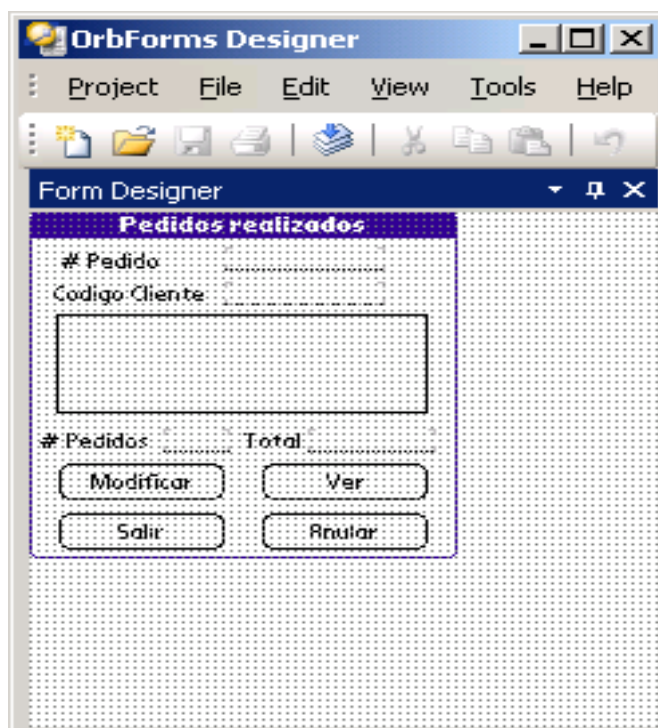 OrbForms Designer
Project File Edit View Tools Help
Form Designer
Pedidos realizados
# Pedido
Codigo Cliente
# Pedidos Total
Modificar Ver
Salir Anular